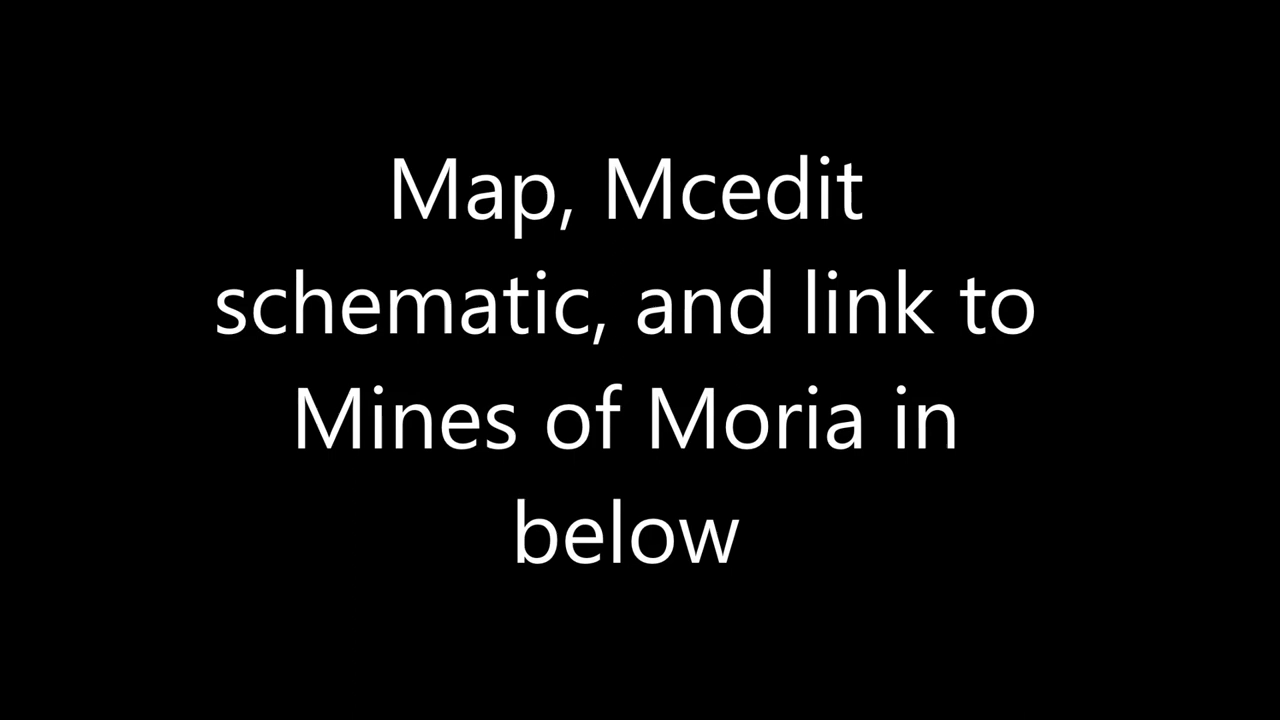 Map, Mcedit
schematic, and link to
Mines of Moria in
below